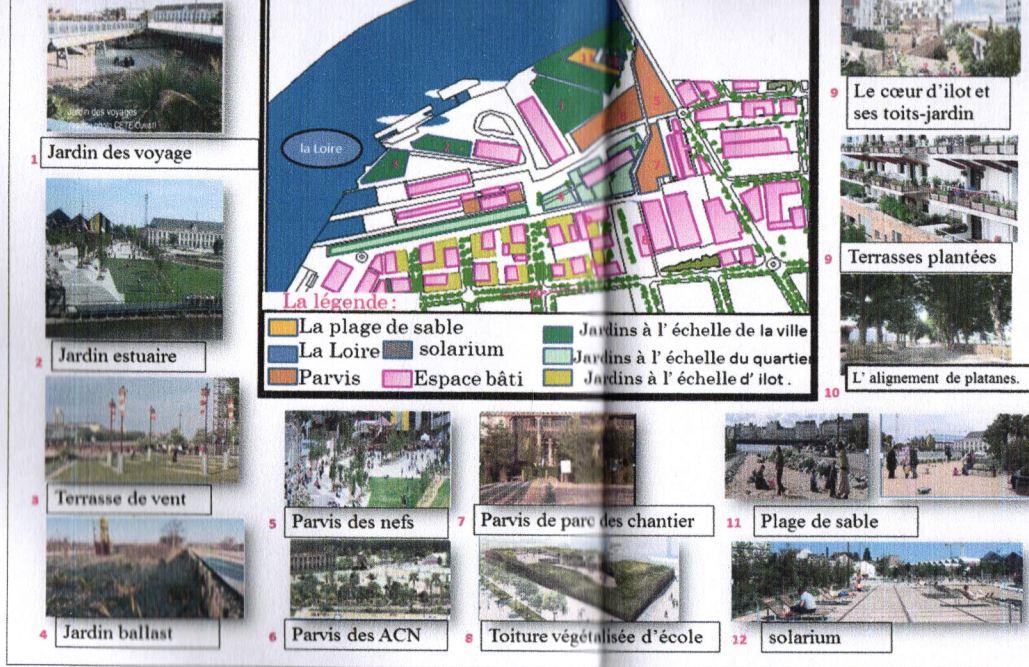 Jardin des voyages
1 Jardin des voyage
2 Jardin estuaire
3 Terrasse de vent
4 Jardin ballast
la Loire
La légende :
La plage de sable
La Loire
solarium
Parvis
Espace bâti
Jardins à l' échelle de la ville
Jardins à l' échelle du quartier
Jardins à l' échelle d' ilot .
9 Le cœur d'ilot et
ses toits-jardin
9 Terrasses plantées
10 L' alignement de platanes.
5 Parvis des nefs
7 Parvis de parc des chantier
11 Plage de sable
6 Parvis des ACN
8 Toiture végétalisée d'école
12 solarium